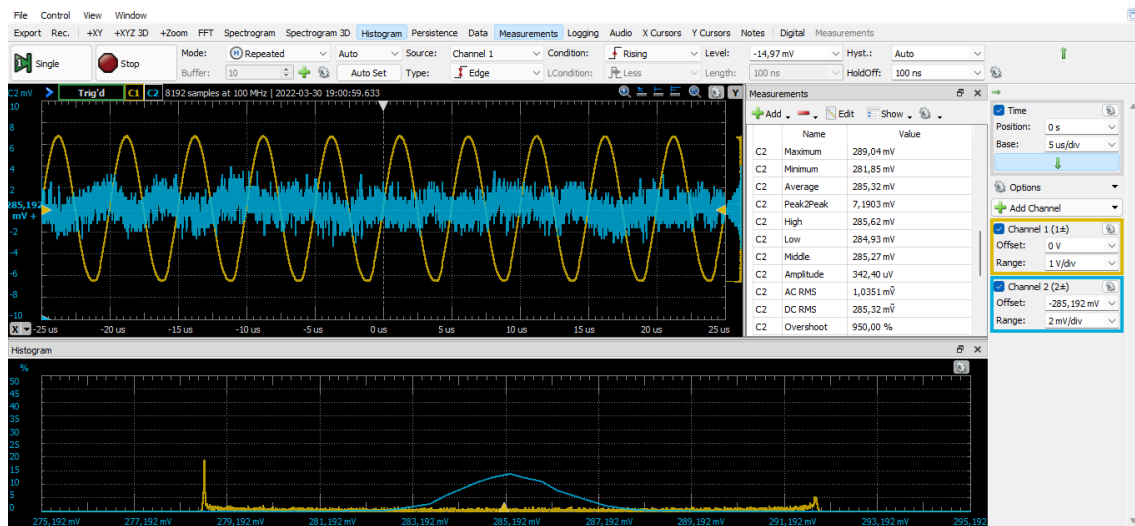 File Control View Window
Export Rec. +XY +XYZ 3D +Zoom FFT Spectrogram Spectrogram 3D Histogram Persistence Data Measurements Logging Audio X Cursors Y Cursors Notes Digital Measurements
Single Stop Mode: Repeated Auto Source: Channel 1 Condition: Rising Level: -14,97 mV Hyst.: Auto
Buffer: 10 Auto Set Type: Edge LCondition: Less Length: 100 ns HoldOff: 100 ns
C2 mV Trig'd C1 C2 8192 samples at 100 MHz | 2022-03-30 19:00:59.633 Y
10
8
6
4
2
285,192
mV +
-2
-4
-6
-8
-10
X -25 us -20 us -15 us -10 us -5 us 0 us 5 us 10 us 15 us 20 us 25 us
Measurements
Add Edit Show
Name Value
C2 Maximum 289,04 mV
C2 Minimum 281,85 mV
C2 Average 285,32 mV
C2 Peak2Peak 7,1903 mV
C2 High 285,62 mV
C2 Low 284,93 mV
C2 Middle 285,27 mV
C2 Amplitude 342,40 uV
C2 AC RMS 1,0351 mṼ
C2 DC RMS 285,32 mṼ
C2 Overshoot 950,00 %
Time
Position: 0 s
Base: 5 us/div
Options
Add Channel
Channel 1 (1±)
Offset: 0 V
Range: 1 V/div
Channel 2 (2±)
Offset: -285,192 mV
Range: 2 mV/div
Histogram
%
50
45
40
35
30
25
20
15
10
5
0
275,192 mV 277,192 mV 279,192 mV 281,192 mV 283,192 mV 285,192 mV 287,192 mV 289,192 mV 291,192 mV 293,192 mV 295,192